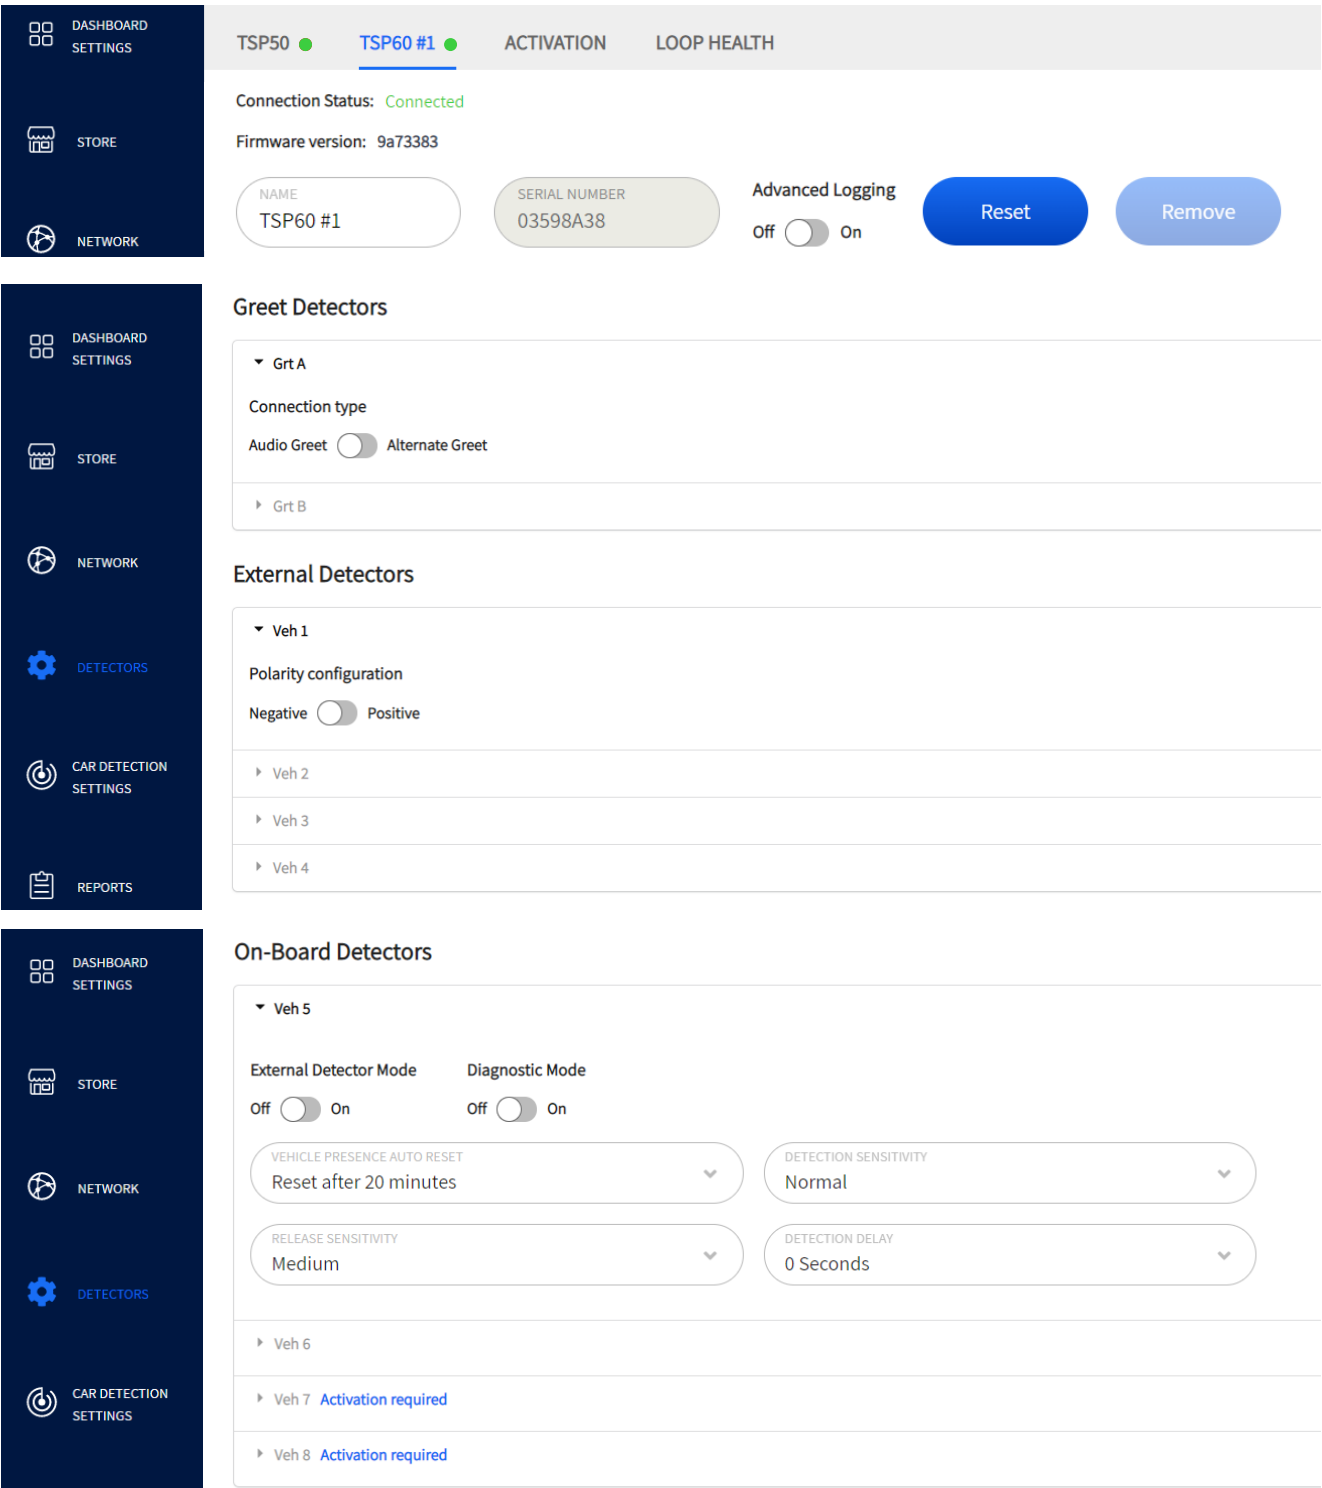 DASHBOARD
SETTINGS
STORE
NETWORK
TSP50
TSP60 #1
ACTIVATION
LOOP HEALTH
Connection Status: Connected
Firmware version: 9a73383
NAME
TSP60 #1
SERIAL NUMBER
03598A38
Advanced Logging
Off On
Reset
Remove
DASHBOARD
SETTINGS
STORE
NETWORK
DETECTORS
CAR DETECTION
SETTINGS
REPORTS
Greet Detectors
Grt A
Connection type
Audio Greet Alternate Greet
Grt B
External Detectors
Veh 1
Polarity configuration
Negative Positive
Veh 2
Veh 3
Veh 4
DASHBOARD
SETTINGS
STORE
NETWORK
DETECTORS
CAR DETECTION
SETTINGS
On-Board Detectors
Veh 5
External Detector Mode
Off On
Diagnostic Mode
Off On
VEHICLE PRESENCE AUTO RESET
Reset after 20 minutes
DETECTION SENSITIVITY
Normal
RELEASE SENSITIVITY
Medium
DETECTION DELAY
0 Seconds
Veh 6
Veh 7 Activation required
Veh 8 Activation required